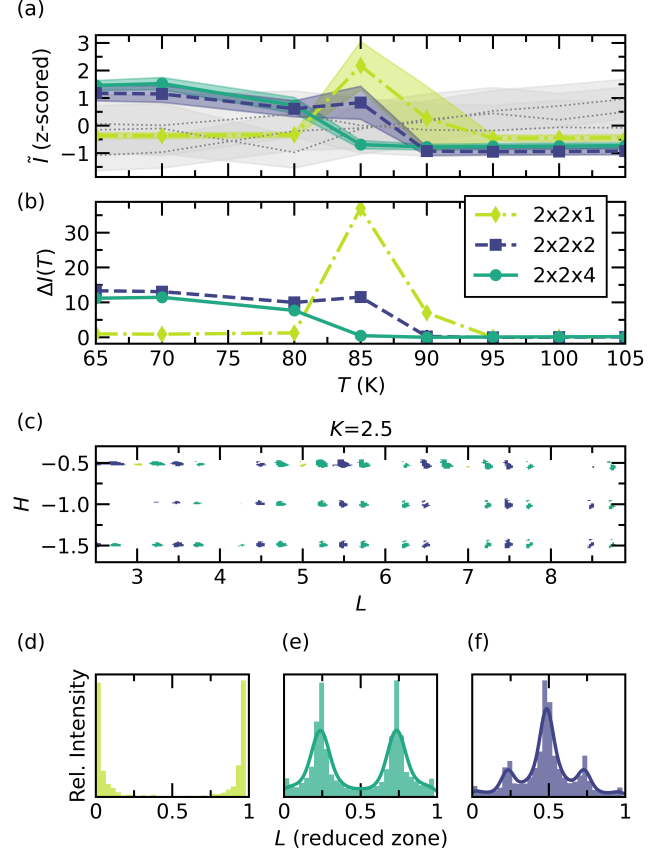 (a)
3
2
1
0
−1
Ĩ (z-scored)
(b)
30
20
10
0
ΔI(T)
2x2x1
2x2x2
2x2x4
65 70 75 80 85 90 95 100 105
T (K)
(c)
K=2.5
−0.5
−1.0
−1.5
H
3 4 5 6 7 8
L
(d) (e) (f)
Rel. Intensity
0 0.5 1 0 0.5 1 0 0.5 1
L (reduced zone)